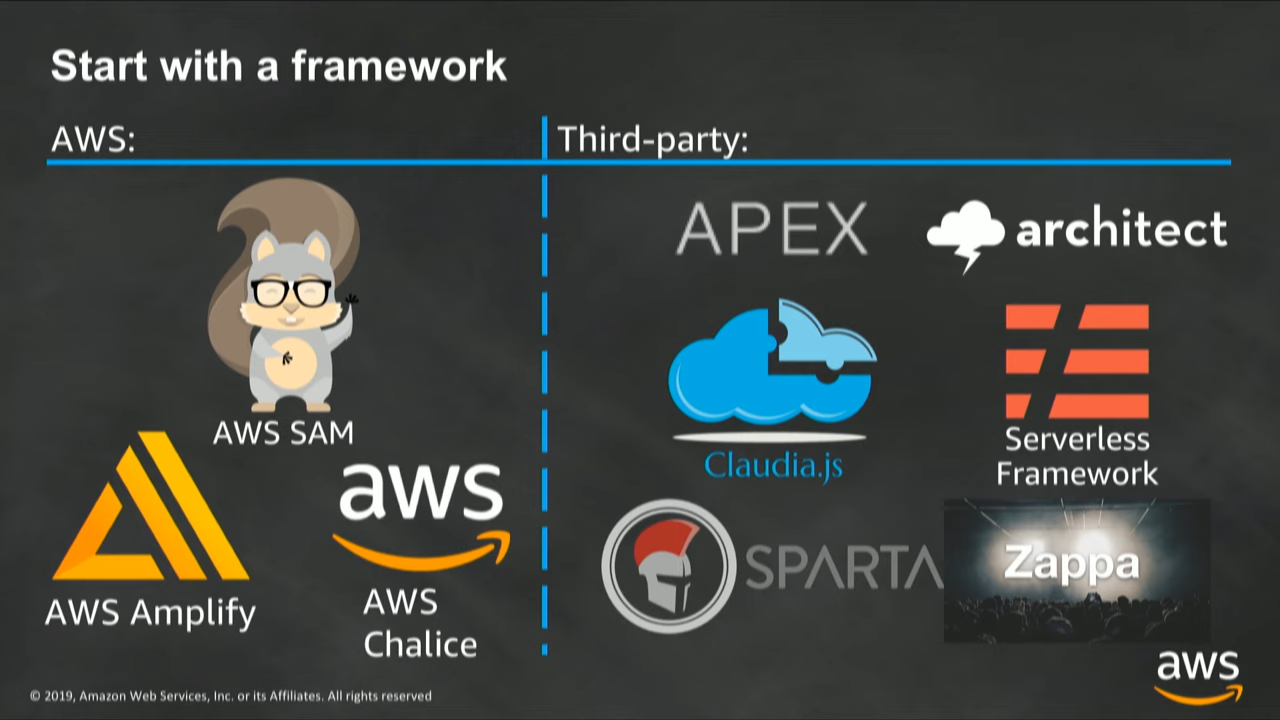 Start with a framework
AWS:
Third-party:
AWS SAM
AWS Amplify
aws
AWS
Chalice
APEX
architect
Claudia.js
Serverless
Framework
SPARTA
Zappa
aws
© 2019, Amazon Web Services, Inc. or its Affiliates. All rights reserved